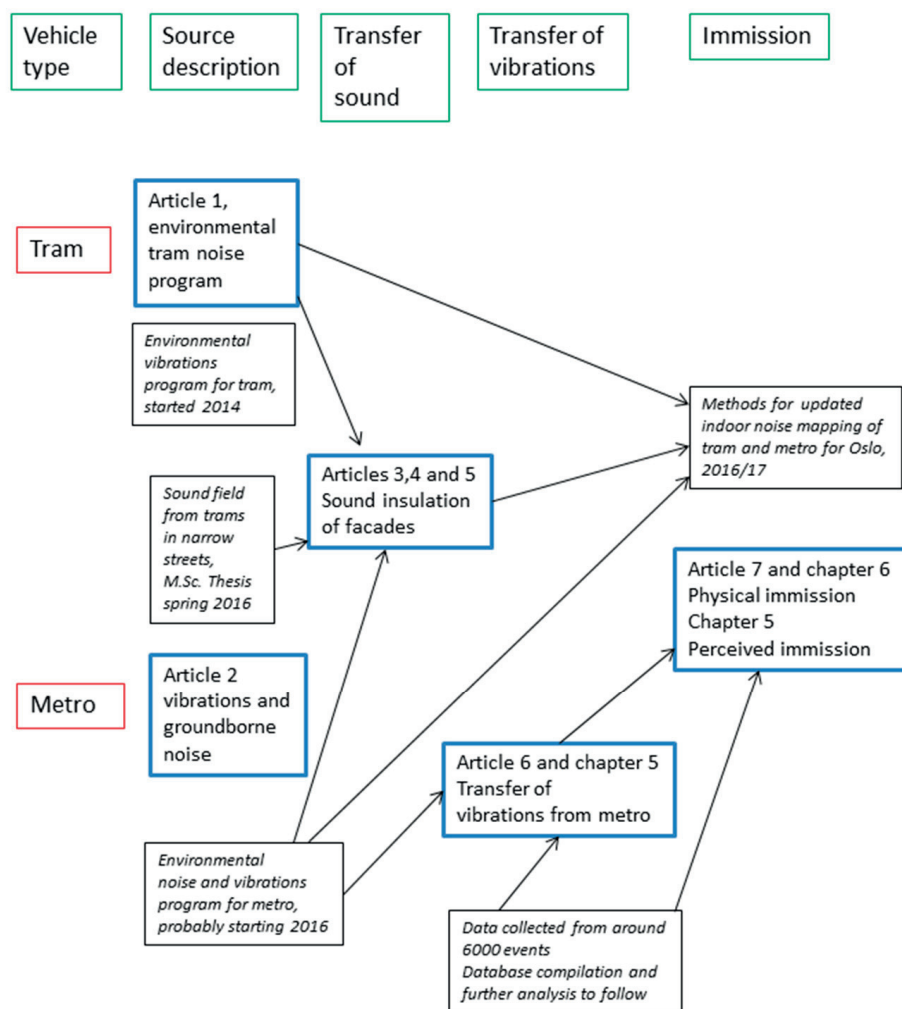 Vehicle
type
Source
description
Transfer
of
sound
Transfer of
vibrations
Immission
Tram
Article 1,
environmental
tram noise
program
Environmental
vibrations
program for tram,
started 2014
Methods for updated
indoor noise mapping of
tram and metro for Oslo,
2016/17
Articles 3,4 and 5
Sound insulation
of facades
Sound field
from trams
in narrow
streets,
M.Sc. Thesis
spring 2016
Article 7 and chapter 6
Physical immission
Chapter 5
Perceived immission
Metro
Article 2
vibrations and
groundborne
noise
Article 6 and chapter 5
Transfer of
vibrations from metro
Environmental
noise and vibrations
program for metro,
probably starting 2016
Data collected from around
6000 events
Database compilation and
further analysis to follow